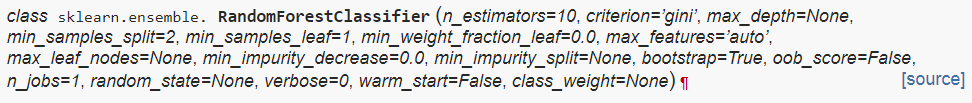 class sklearn.ensemble. RandomForestClassifier (n_estimators=10, criterion=’gini’, max_depth=None,
min_samples_split=2, min_samples_leaf=1, min_weight_fraction_leaf=0.0, max_features=’auto’,
max_leaf_nodes=None, min_impurity_decrease=0.0, min_impurity_split=None, bootstrap=True, oob_score=False,
n_jobs=1, random_state=None, verbose=0, warm_start=False, class_weight=None) ¶ [source]